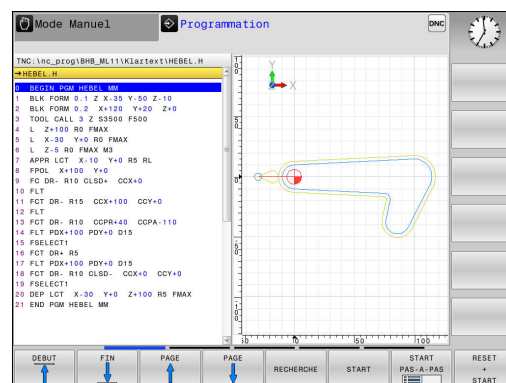 Mode Manuel
Programmation
DNC
TNC:\nc_prog\BHB_ML11\Klartext\HEBEL.H
→HEBEL.H
0 BEGIN PGM HEBEL MM
1 BLK FORM 0.1 Z X-35 Y-50 Z-10
2 BLK FORM 0.2 X+120 Y+20 Z+0
3 TOOL CALL 3 Z S3500 F500
4 L Z+100 R0 FMAX
5 L X-30 Y+0 R0 FMAX
6 L Z-5 R0 FMAX M3
7 APPR LCT X-10 Y+0 R5 RL
8 FPOL X+100 Y+0
9 FC DR- R10 CLSD+ CCX+0
10 FLT
11 FCT DR- R15 CCX+100 CCY+0
12 FLT
13 FCT DR- R10 CCPR+40 CCPA-110
14 FLT PDX+100 PDY+0 D15
15 FSELECT1
16 FCT DR+ R5
17 FLT PDX+100 PDY+0 D15
18 FCT DR- R10 CLSD- CCX+0 CCY+0
19 FSELECT1
20 DEP LCT X-30 Y+0 Z+100 R5 FMAX
21 END PGM HEBEL MM
Y
X
0
50
100
DEBUT
FIN
PAGE
PAGE
RECHERCHE
START
START
PAS-A-PAS
RESET
+
START